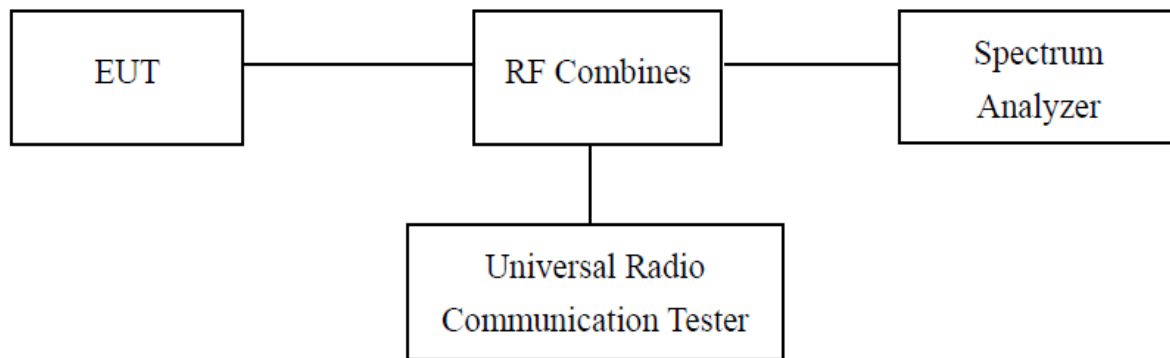 EUT
RF Combines
Spectrum
Analyzer
Universal Radio
Communication Tester